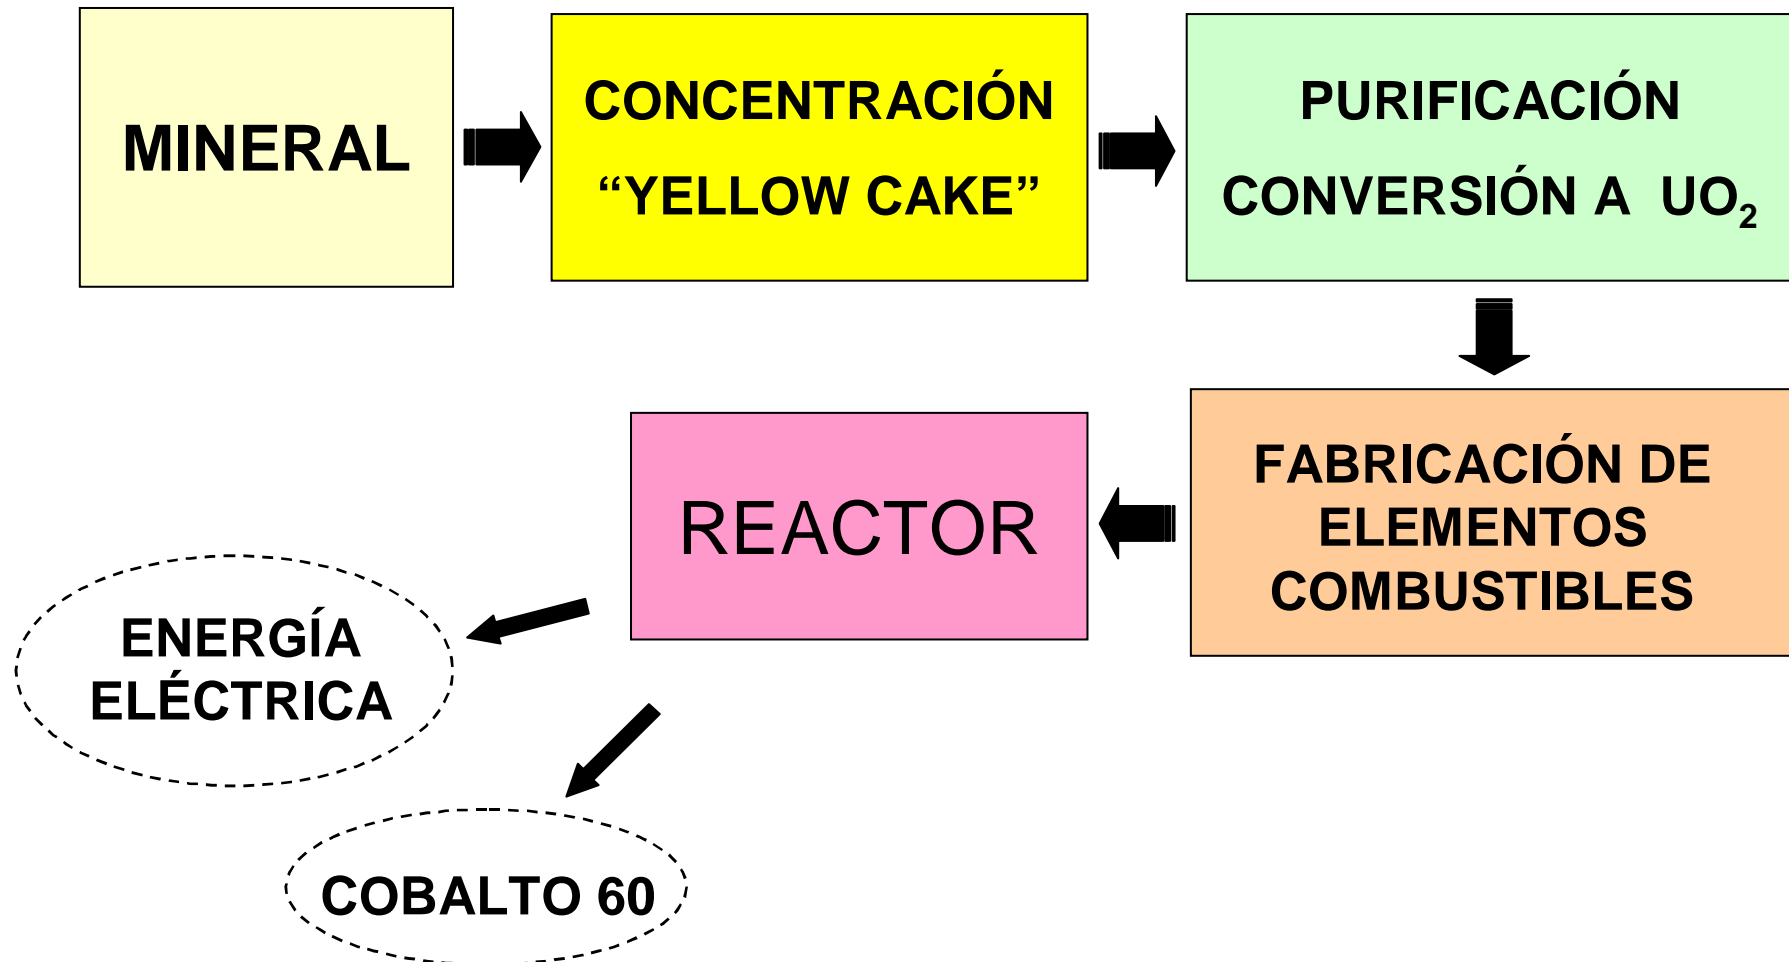 MINERAL
CONCENTRACIÓN
“YELLOW CAKE”
PURIFICACIÓN
CONVERSIÓN A UO₂
FABRICACIÓN DE
ELEMENTOS
COMBUSTIBLES
REACTOR
ENERGÍA
ELÉCTRICA
COBALTO 60